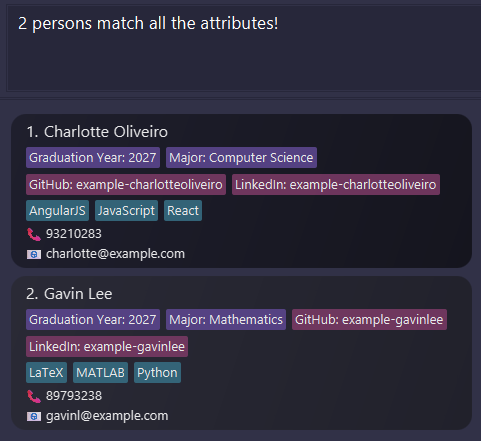 2 persons match all the attributes!
1. Charlotte Oliveiro
Graduation Year: 2027 Major: Computer Science
GitHub: example-charlotteoliveiro LinkedIn: example-charlotteoliveiro
AngularJS JavaScript React
93210283
charlotte@example.com
2. Gavin Lee
Graduation Year: 2027 Major: Mathematics GitHub: example-gavinlee
LinkedIn: example-gavinlee
LaTeX MATLAB Python
89793238
gavinl@example.com